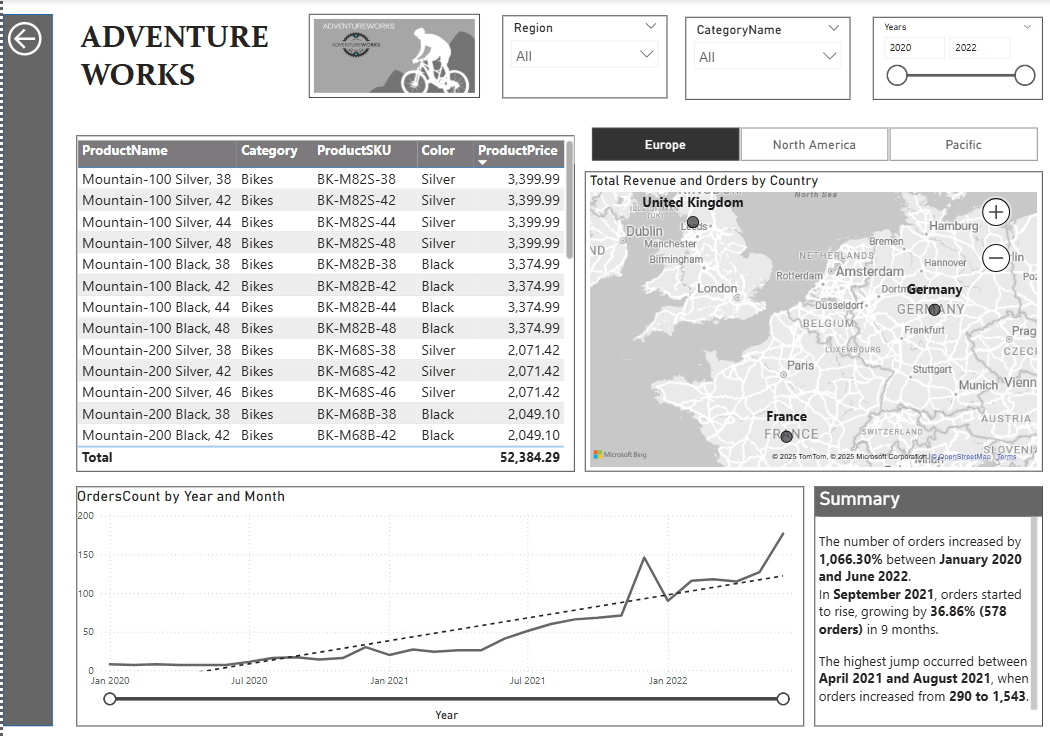 ADVENTURE
WORKS
ADVENTUREWORKS
ADVENTUREWORKS
Region
All
CategoryName
All
Years
2020 2022
ProductName Category ProductSKU Color ProductPrice
Mountain-100 Silver, 38 Bikes BK-M82S-38 Silver 3,399.99
Mountain-100 Silver, 42 Bikes BK-M82S-42 Silver 3,399.99
Mountain-100 Silver, 44 Bikes BK-M82S-44 Silver 3,399.99
Mountain-100 Silver, 48 Bikes BK-M82S-48 Silver 3,399.99
Mountain-100 Black, 38 Bikes BK-M82B-38 Black 3,374.99
Mountain-100 Black, 42 Bikes BK-M82B-42 Black 3,374.99
Mountain-100 Black, 44 Bikes BK-M82B-44 Black 3,374.99
Mountain-100 Black, 48 Bikes BK-M82B-48 Black 3,374.99
Mountain-200 Silver, 38 Bikes BK-M68S-38 Silver 2,071.42
Mountain-200 Silver, 42 Bikes BK-M68S-42 Silver 2,071.42
Mountain-200 Silver, 46 Bikes BK-M68S-46 Silver 2,071.42
Mountain-200 Black, 38 Bikes BK-M68B-38 Black 2,049.10
Mountain-200 Black, 42 Bikes BK-M68B-42 Black 2,049.10
Total 52,384.29
Europe North America Pacific
Total Revenue and Orders by Country
North Sea
United Kingdom
ISLE OF MAN
(UK)
Leeds
Dublin
Hamburg
ND
Manchester
Bremen
Birmingham
NETHERLANDS
Hannover
lin
Rotterdam
Amsterdam
London
Germany
Düsseldorf
GERMANY
BELGIUM
Frankfurt
Prag
LUXEMBOURG
CZECI
Paris
Stuttgart
Munich
Vienn
France
FRANCE
AUSTRIA
SWITZERLAND
SLOVENI
Microsoft Bing
© 2025 TomTom, © 2025 Microsoft Corporation, © OpenStreetMap Terms
OrdersCount by Year and Month
200
150
100
50
0
Jan 2020 Jul 2020 Jan 2021 Jul 2021 Jan 2022
Year
Summary
The number of orders increased by
1,066.30% between January 2020
and June 2022.
In September 2021, orders started
to rise, growing by 36.86% (578
orders) in 9 months.
The highest jump occurred between
April 2021 and August 2021, when
orders increased from 290 to 1,543.